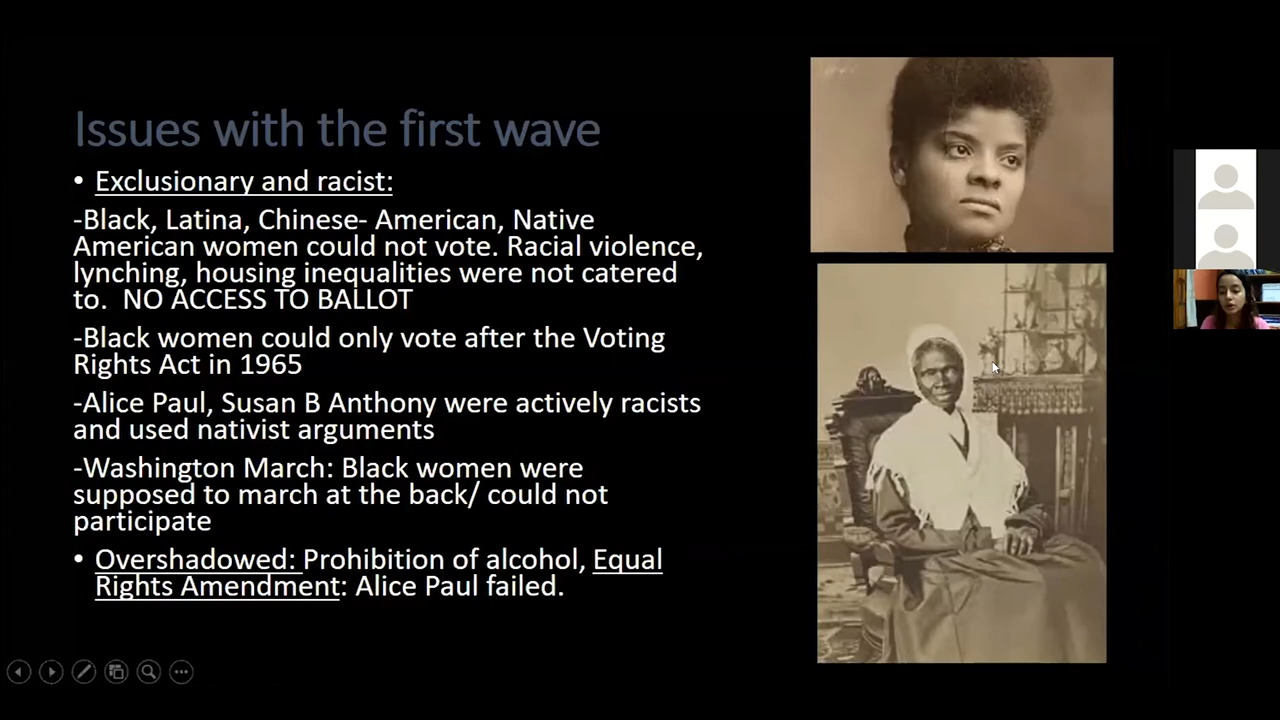 Issues with the first wave
• Exclusionary and racist:
-Black, Latina, Chinese- American, Native
American women could not vote. Racial violence,
lynching, housing inequalities were not catered
to.  NO ACCESS TO BALLOT
-Black women could only vote after the Voting
Rights Act in 1965
-Alice Paul, Susan B Anthony were actively racists
and used nativist arguments
-Washington March: Black women were
supposed to march at the back/ could not
participate
• Overshadowed: Prohibition of alcohol, Equal
Rights Amendment: Alice Paul failed.